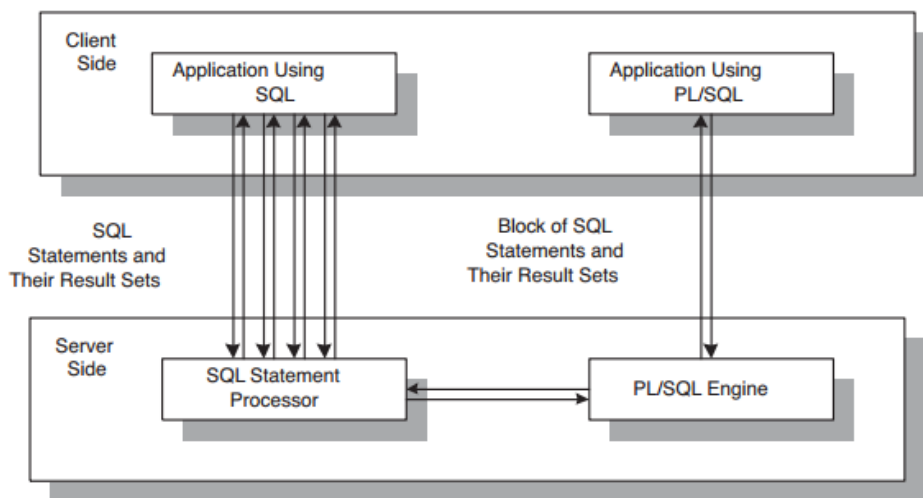 Client
Side
Application Using
SQL
Application Using
PL/SQL
SQL
Statements and
Their Result Sets
Block of SQL
Statements and
Their Result Sets
Server
Side
SQL Statement
Processor
PL/SQL Engine